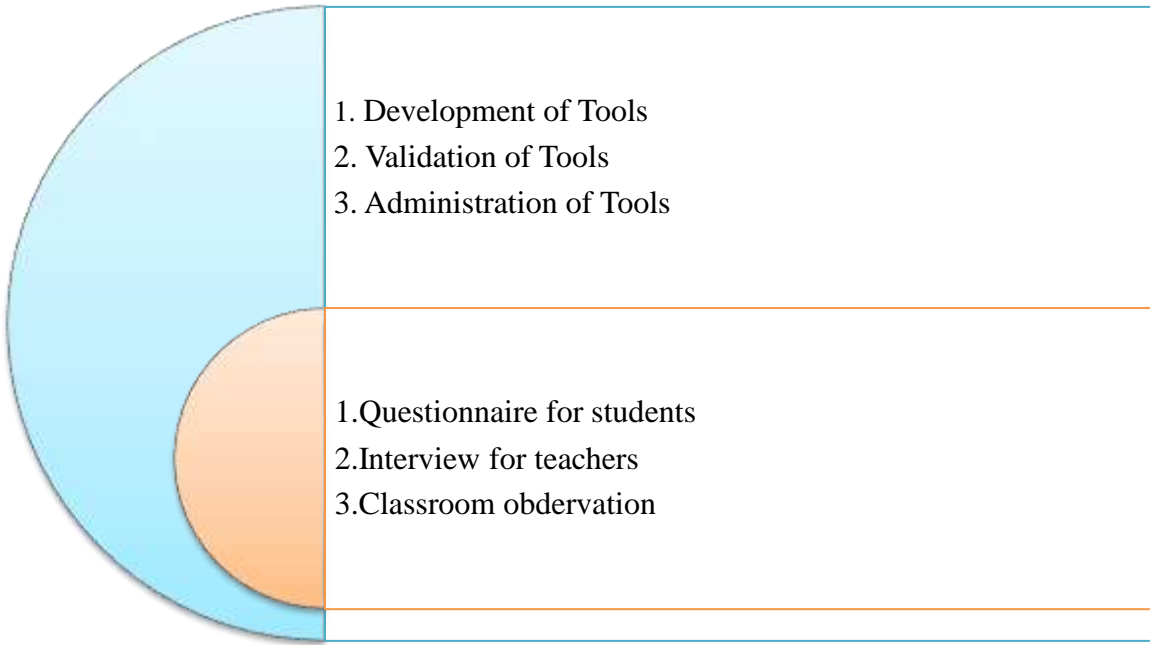 1. Development of Tools
2. Validation of Tools
3. Administration of Tools
1.Questionnaire for students
2.Interview for teachers
3.Classroom obdervation